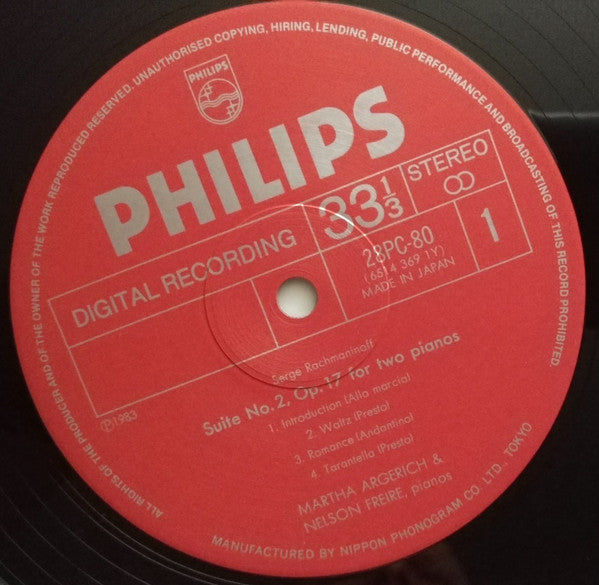 ALL RIGHTS OF THE PRODUCER AND OF THE OWNER OF THE WORK REPRODUCED RESERVED. UNAUTHORISED COPYING, HIRING, LENDING, PUBLIC PERFORMANCE AND BROADCASTING OF THIS RECORD PROHIBITED.
PHILIPS
PHILIPS
DIGITAL RECORDING
33 1/3
STEREO
28PC-80
(6514 369 1Y)
MADE IN JAPAN
1
Serge Rachmaninoff
Suite No. 2, Op. 17 for two pianos
1. Introduction (Alla marcia)
2. Waltz (Presto)
3. Romance (Andantino)
4. Tarantella (Presto)
℗1983
MARTHA ARGERICH &
NELSON FREIRE, pianos
MANUFACTURED BY NIPPON PHONOGRAM CO. LTD., TOKYO